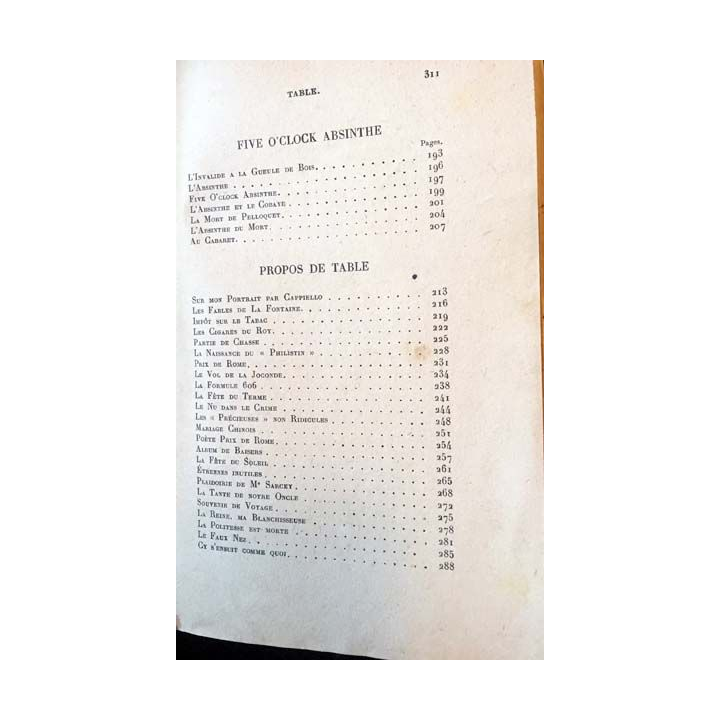 311
TABLE.
FIVE O'CLOCK ABSINTHE
Pages.
L'Invalide a la Gueule de Bois. 193
L'Absinthe 196
Five O'clock Absinthe. 197
L'Absinthe et le Cobaye 199
La Mort de Pelloquet. 201
L'Absinthe du Mort. 204
Au Cabaret. 207
PROPOS DE TABLE
Sur mon Portrait par Cappiello 213
Les Fables de La Fontaine. 216
Impôt sur le Tabac 219
Les Cigares du Roy. 222
Partie de Chasse 225
La Naissance du « Philistin » 228
Prix de Rome. 231
Le Vol de la Joconde. 234
La Formule 606 238
La Fête du Terme 241
Le Nu dans le Crime 244
Les « Précieuses » non Ridicules 248
Mariage Chinois 251
Poète Prix de Rome. 254
Album de Baisers 257
La Fête du Soleil 261
Étrennes inutiles 265
Plaidoirie de Me Sarcey 268
La Tante de notre Oncle 272
Souvenir de Voyage 275
La Reine, ma Blanchisseuse 278
La Politesse est morte 281
Le Faux Nez 285
Cy s'ensuit comme quoi. 288